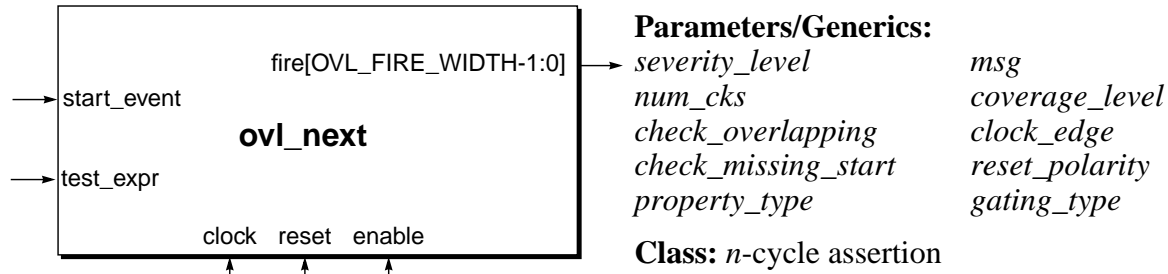 fire[OVL_FIRE_WIDTH-1:0]
start_event
ovl_next
test_expr
clock reset enable
Parameters/Generics:
severity_level msg
num_cks coverage_level
check_overlapping clock_edge
check_missing_start reset_polarity
property_type gating_type
Class: n-cycle assertion